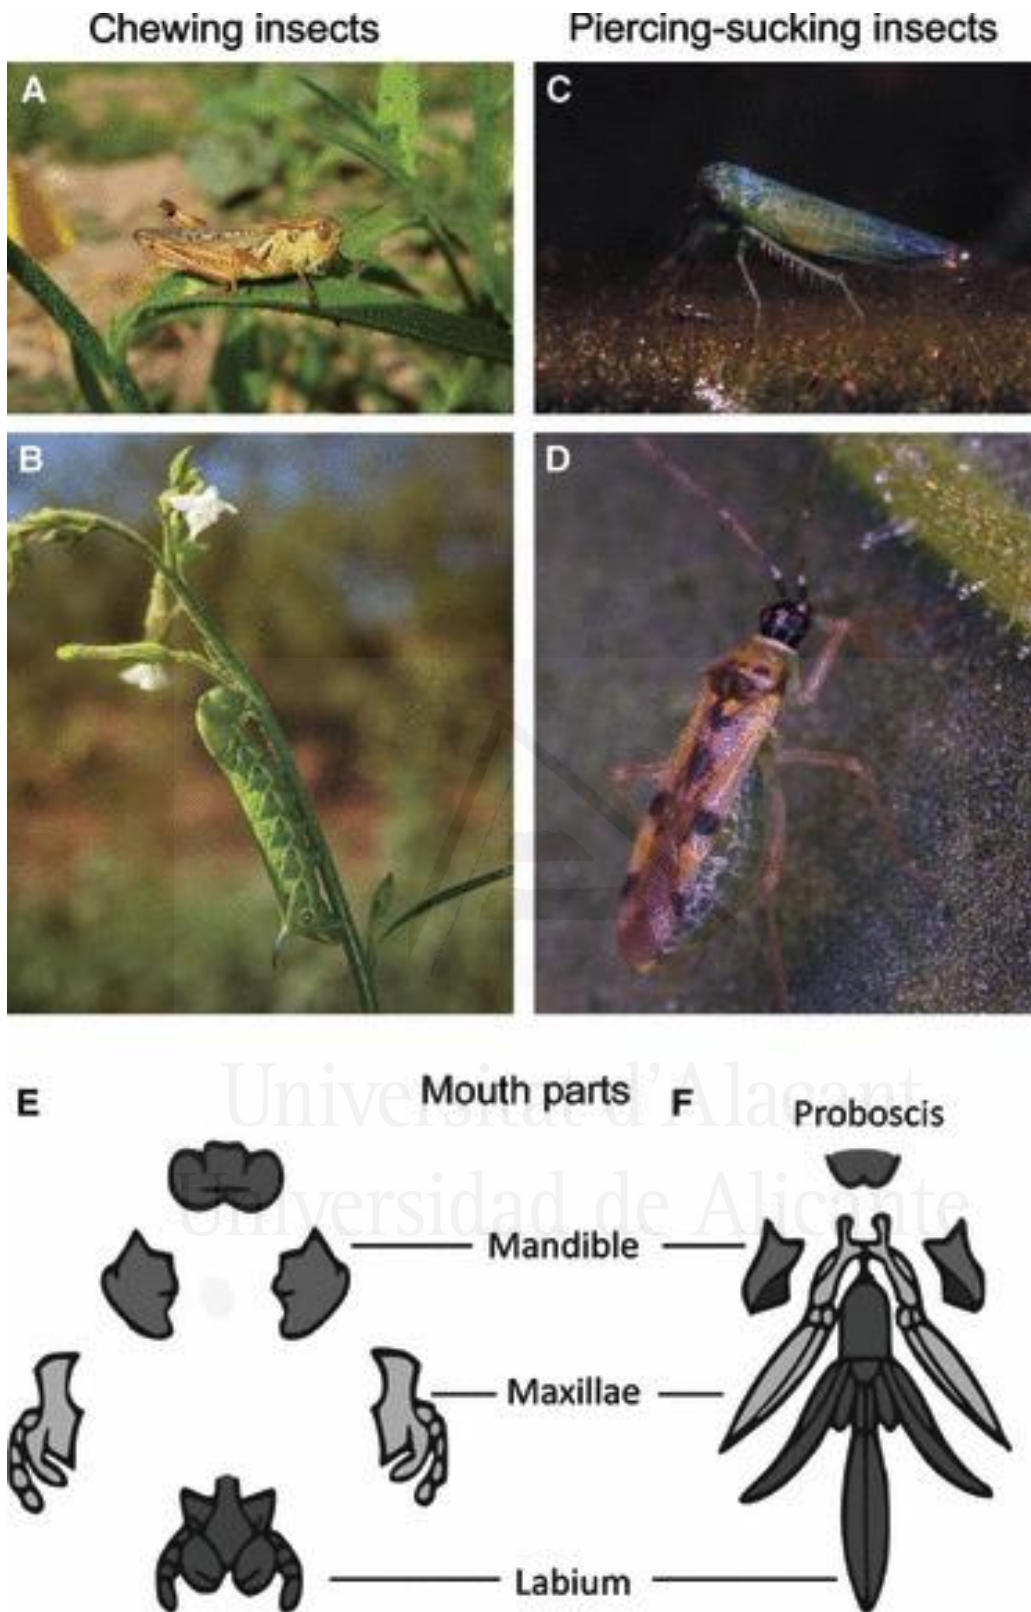 Chewing insects
Piercing-sucking insects
A
C
B
D
Universitat d'Alacant
Mouth parts
E
F
Proboscis
Universidad de Alicante
Mandible
Maxillae
Labium